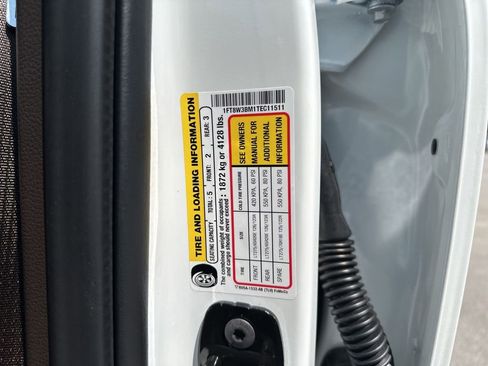 TIRE AND LOADING INFORMATION
SEATING CAPACITY TOTAL: 5 FRONT: 2 REAR: 3
The combined weight of occupants and cargo should never exceed: 1872 kg or 4128 lbs.
1FT8W3BM1TEC11511
TIRE SIZE COLD TIRE PRESSURE SEE OWNERS
FRONT 420 KPA, 60 PSI MANUAL FOR
REAR 550 KPA, 80 PSI ADDITIONAL
SPARE 550 KPA, 80 PSI INFORMATION